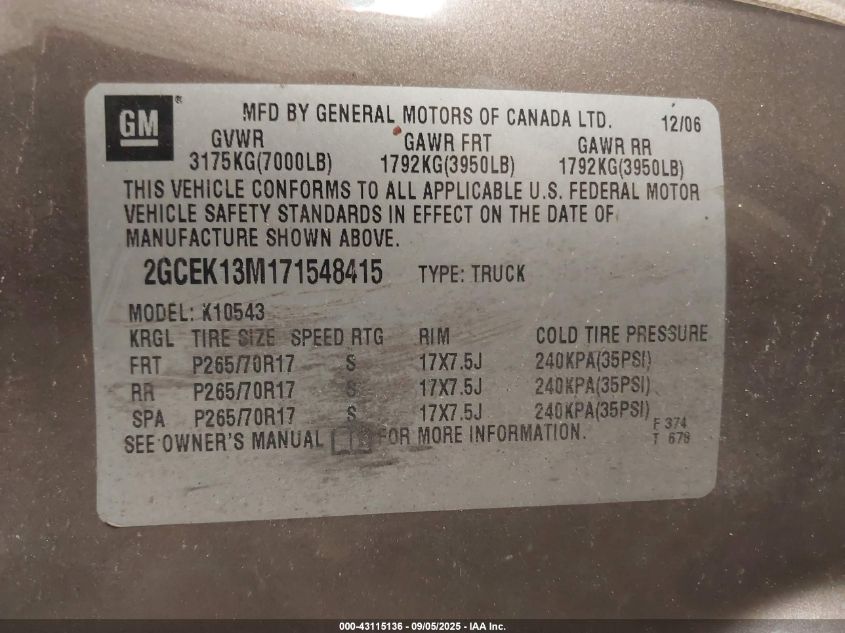 GM ®
MFD BY GENERAL MOTORS OF CANADA LTD. 12/06
GVWR GAWR FRT GAWR RR
3175KG(7000LB) 1792KG(3950LB) 1792KG(3950LB)
THIS VEHICLE CONFORMS TO ALL APPLICABLE U.S. FEDERAL MOTOR
VEHICLE SAFETY STANDARDS IN EFFECT ON THE DATE OF
MANUFACTURE SHOWN ABOVE.
2GCEK13M171548415 TYPE: TRUCK
MODEL: K10543
KRGL TIRE SIZE SPEED RTG RIM COLD TIRE PRESSURE
FRT P265/70R17 S 17X7.5J 240KPA(35PSI)
RR P265/70R17 S 17X7.5J 240KPA(35PSI)
SPA P265/70R17 S 17X7.5J 240KPA(35PSI)
SEE OWNER'S MANUAL FOR MORE INFORMATION.
F 374
T 679
000-43115136 - 09/05/2025 - IAA Inc.